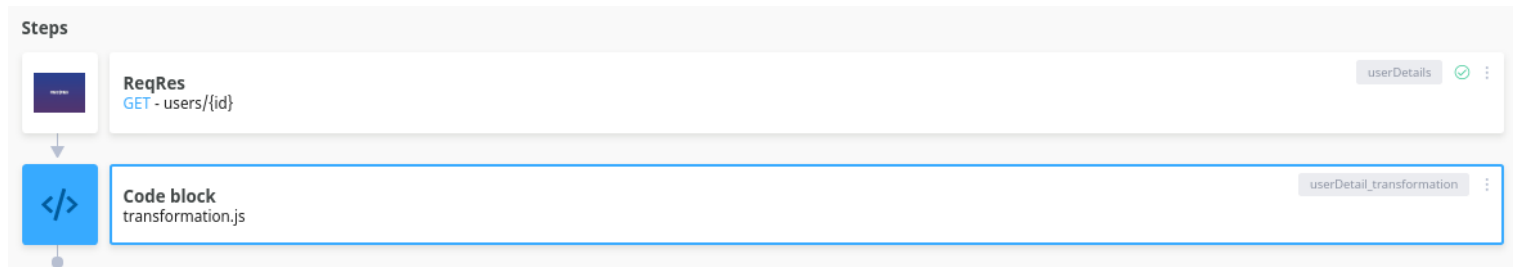 Steps
ReqRes
GET - users/{id}
userDetails
</>
Code block
transformation.js
userDetail_transformation